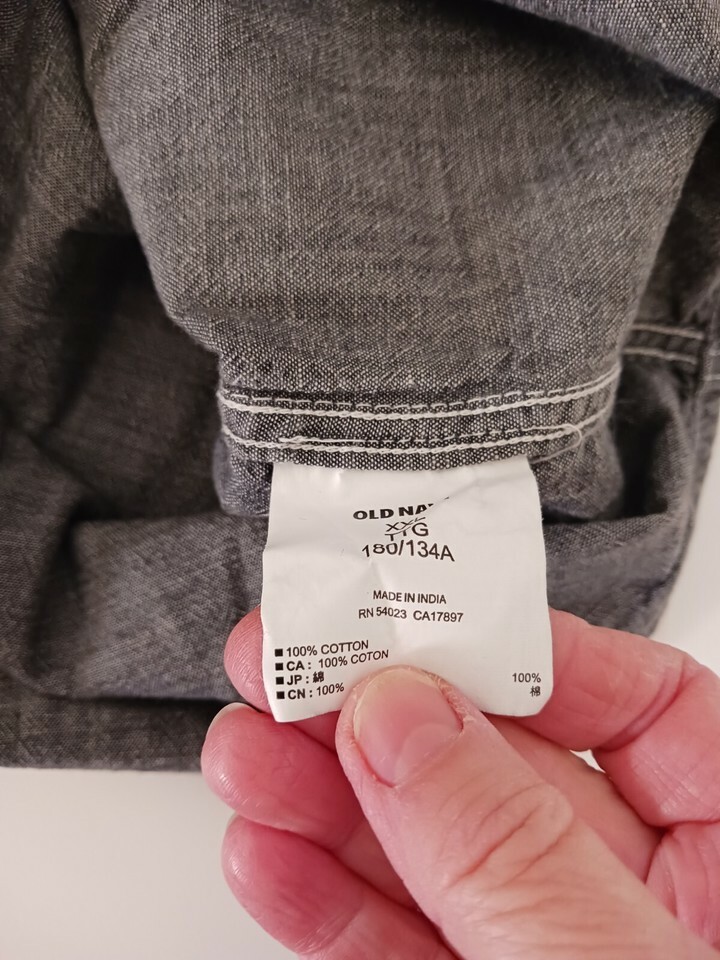 OLD NAVY
XXL
TTG
180/134A
MADE IN INDIA
RN 54023 CA17897
■ 100% COTTON
■ CA : 100% COTON
■ JP : 綿 100%
■ CN : 100% 棉